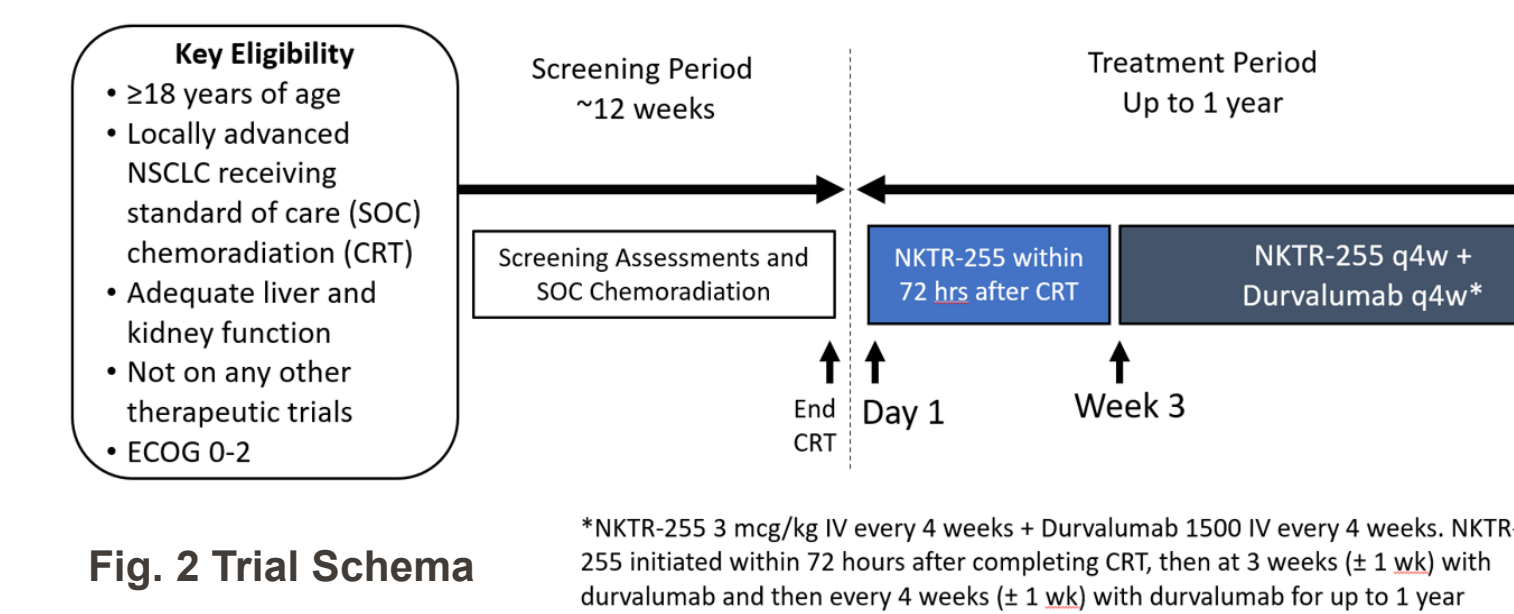 Key Eligibility
• ≥18 years of age
• Locally advanced
NSCLC receiving
standard of care (SOC)
chemoradiation (CRT)
• Adequate liver and
kidney function
• Not on any other
therapeutic trials
• ECOG 0-2
Screening Period
~12 weeks
Treatment Period
Up to 1 year
Screening Assessments and
SOC Chemoradiation
NKTR-255 within
72 hrs after CRT
NKTR-255 q4w +
Durvalumab q4w*
End
CRT
Day 1
Week 3
Fig. 2 Trial Schema
*NKTR-255 3 mcg/kg IV every 4 weeks + Durvalumab 1500 IV every 4 weeks. NKTR-
255 initiated within 72 hours after completing CRT, then at 3 weeks (± 1 wk) with
durvalumab and then every 4 weeks (± 1 wk) with durvalumab for up to 1 year